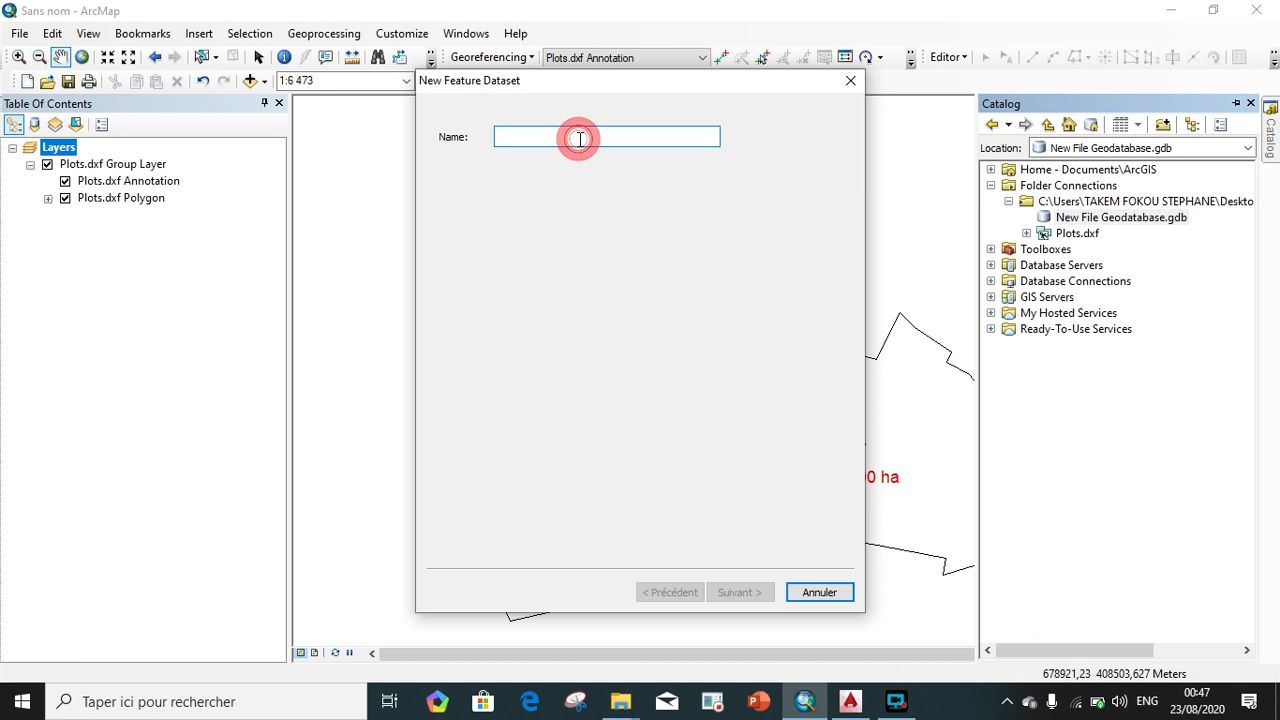 Sans nom - ArcMap
File Edit View Bookmarks Insert Selection Geoprocessing Customize Windows Help
Georeferencing Plots.dxf Annotation Editor
1:6 473
Table Of Contents
Layers
Plots.dxf Group Layer
Plots.dxf Annotation
Plots.dxf Polygon
New Feature Dataset
Name:
< Précédent Suivant > Annuler
0 ha
Catalog
Location: New File Geodatabase.gdb
Home - Documents\ArcGIS
Folder Connections
C:\Users\TAKEM FOKOU STEPHANE\Deskto
New File Geodatabase.gdb
Plots.dxf
Toolboxes
Database Servers
Database Connections
GIS Servers
My Hosted Services
Ready-To-Use Services
Catalog
678921,23 408503,627 Meters
Taper ici pour rechercher
ENG
00:47
23/08/2020